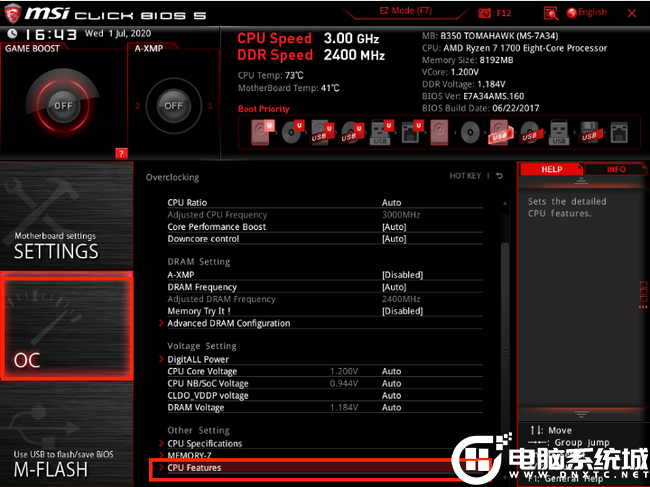 msi CLICK BIOS 5
EZ Mode (F7)
F12
English
X
16:43 Wed 1 Jul, 2020
GAME BOOST
OFF
A-XMP
2
OFF
1
?
CPU Speed 3.00 GHz
DDR Speed 2400 MHz
CPU Temp: 73°C
MotherBoard Temp: 41°C
MB: B350 TOMAHAWK (MS-7A34)
CPU: AMD Ryzen 7 1700 Eight-Core Processor
Memory Size: 8192MB
VCore: 1.200V
DDR Voltage: 1.184V
BIOS Ver: E7A34AMS.160
BIOS Build Date: 06/22/2017
Boot Priority
U U U U U U
USB USB USB USB USB USB
Motherboard settings
SETTINGS
OC
Use USB to flash/save BIOS
M-FLASH
Overclocking
HOT KEY
CPU Ratio Auto
Adjusted CPU Frequency 3000MHz
Core Performance Boost [Auto]
Downcore control [Auto]
DRAM Setting
A-XMP [Disabled]
DRAM Frequency [Auto]
Adjusted DRAM Frequency 2400MHz
Memory Try It ! [Disabled]
Advanced DRAM Configuration
Voltage Setting
DigitALL Power
CPU Core Voltage 1.200V Auto
CPU NB/SoC Voltage 0.944V Auto
CLDO_VDDP voltage Auto
DRAM Voltage 1.184V Auto
Other Setting
CPU Specifications
MEMORY-Z
CPU Features
HELP
INFO
Sets the detailed
CPU features.
: Move
: Group Jump
F1: General Help
电脑系统城
WWW.DNXTC.NET